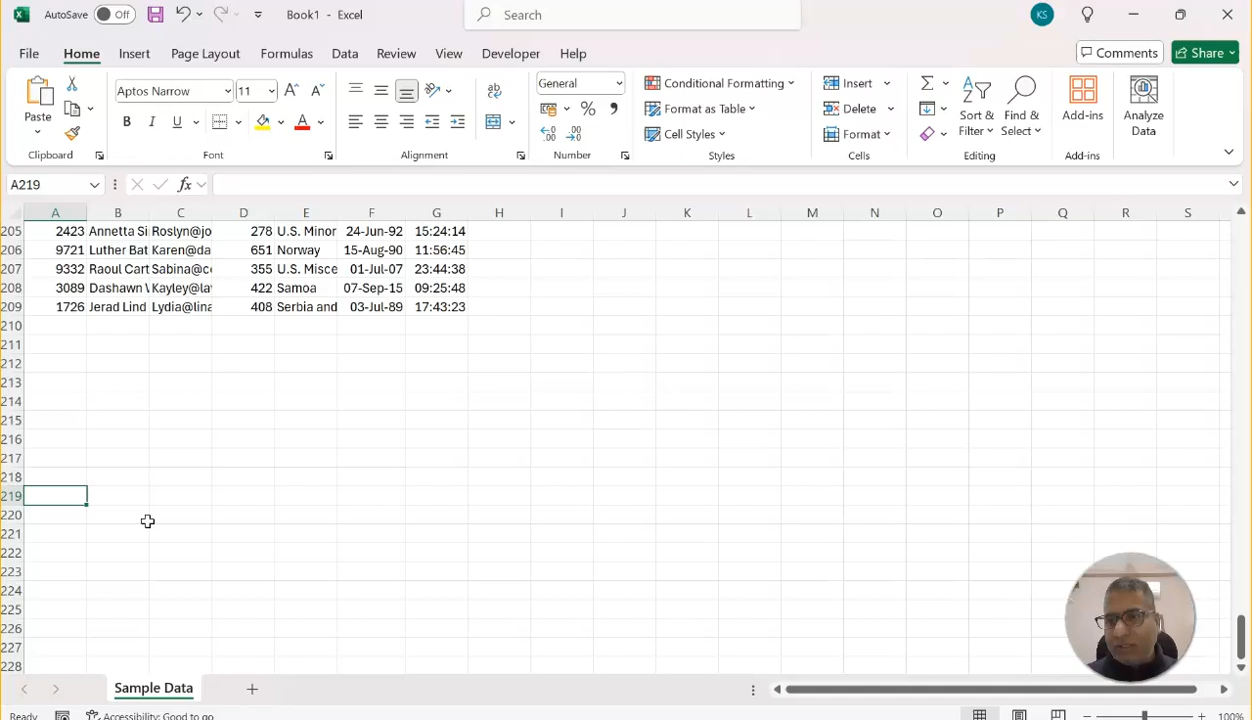 AutoSave Off Book1 - Excel Search KS
File Home Insert Page Layout Formulas Data Review View Developer Help Comments Share
Paste Aptos Narrow 11 General Conditional Formatting Insert Sort & Find & Add-ins Analyze
Format as Table Delete Filter Select Data
B I U A ab % Cell Styles Format
Clipboard Font Alignment Number Styles Cells Editing Add-ins
A219 fx
A B C D E F G H I J K L M N O P Q R S
205 2423 Annetta Si Roslyn@jo 278 U.S. Minor 24-Jun-92 15:24:14
206 9721 Luther Bat Karen@da 651 Norway 15-Aug-90 11:56:45
207 9332 Raoul Cart Sabina@c 355 U.S. Misce 01-Jul-07 23:44:38
208 3089 Dashawn Kayley@la 422 Samoa 07-Sep-15 09:25:48
209 1726 Jerad Lind Lydia@lina 408 Serbia and 03-Jul-89 17:43:23
210
211
212
213
214
215
216
217
218
219
220
221
222
223
224
225
226
227
228
Sample Data
Ready Accessibility: Good to go 100%